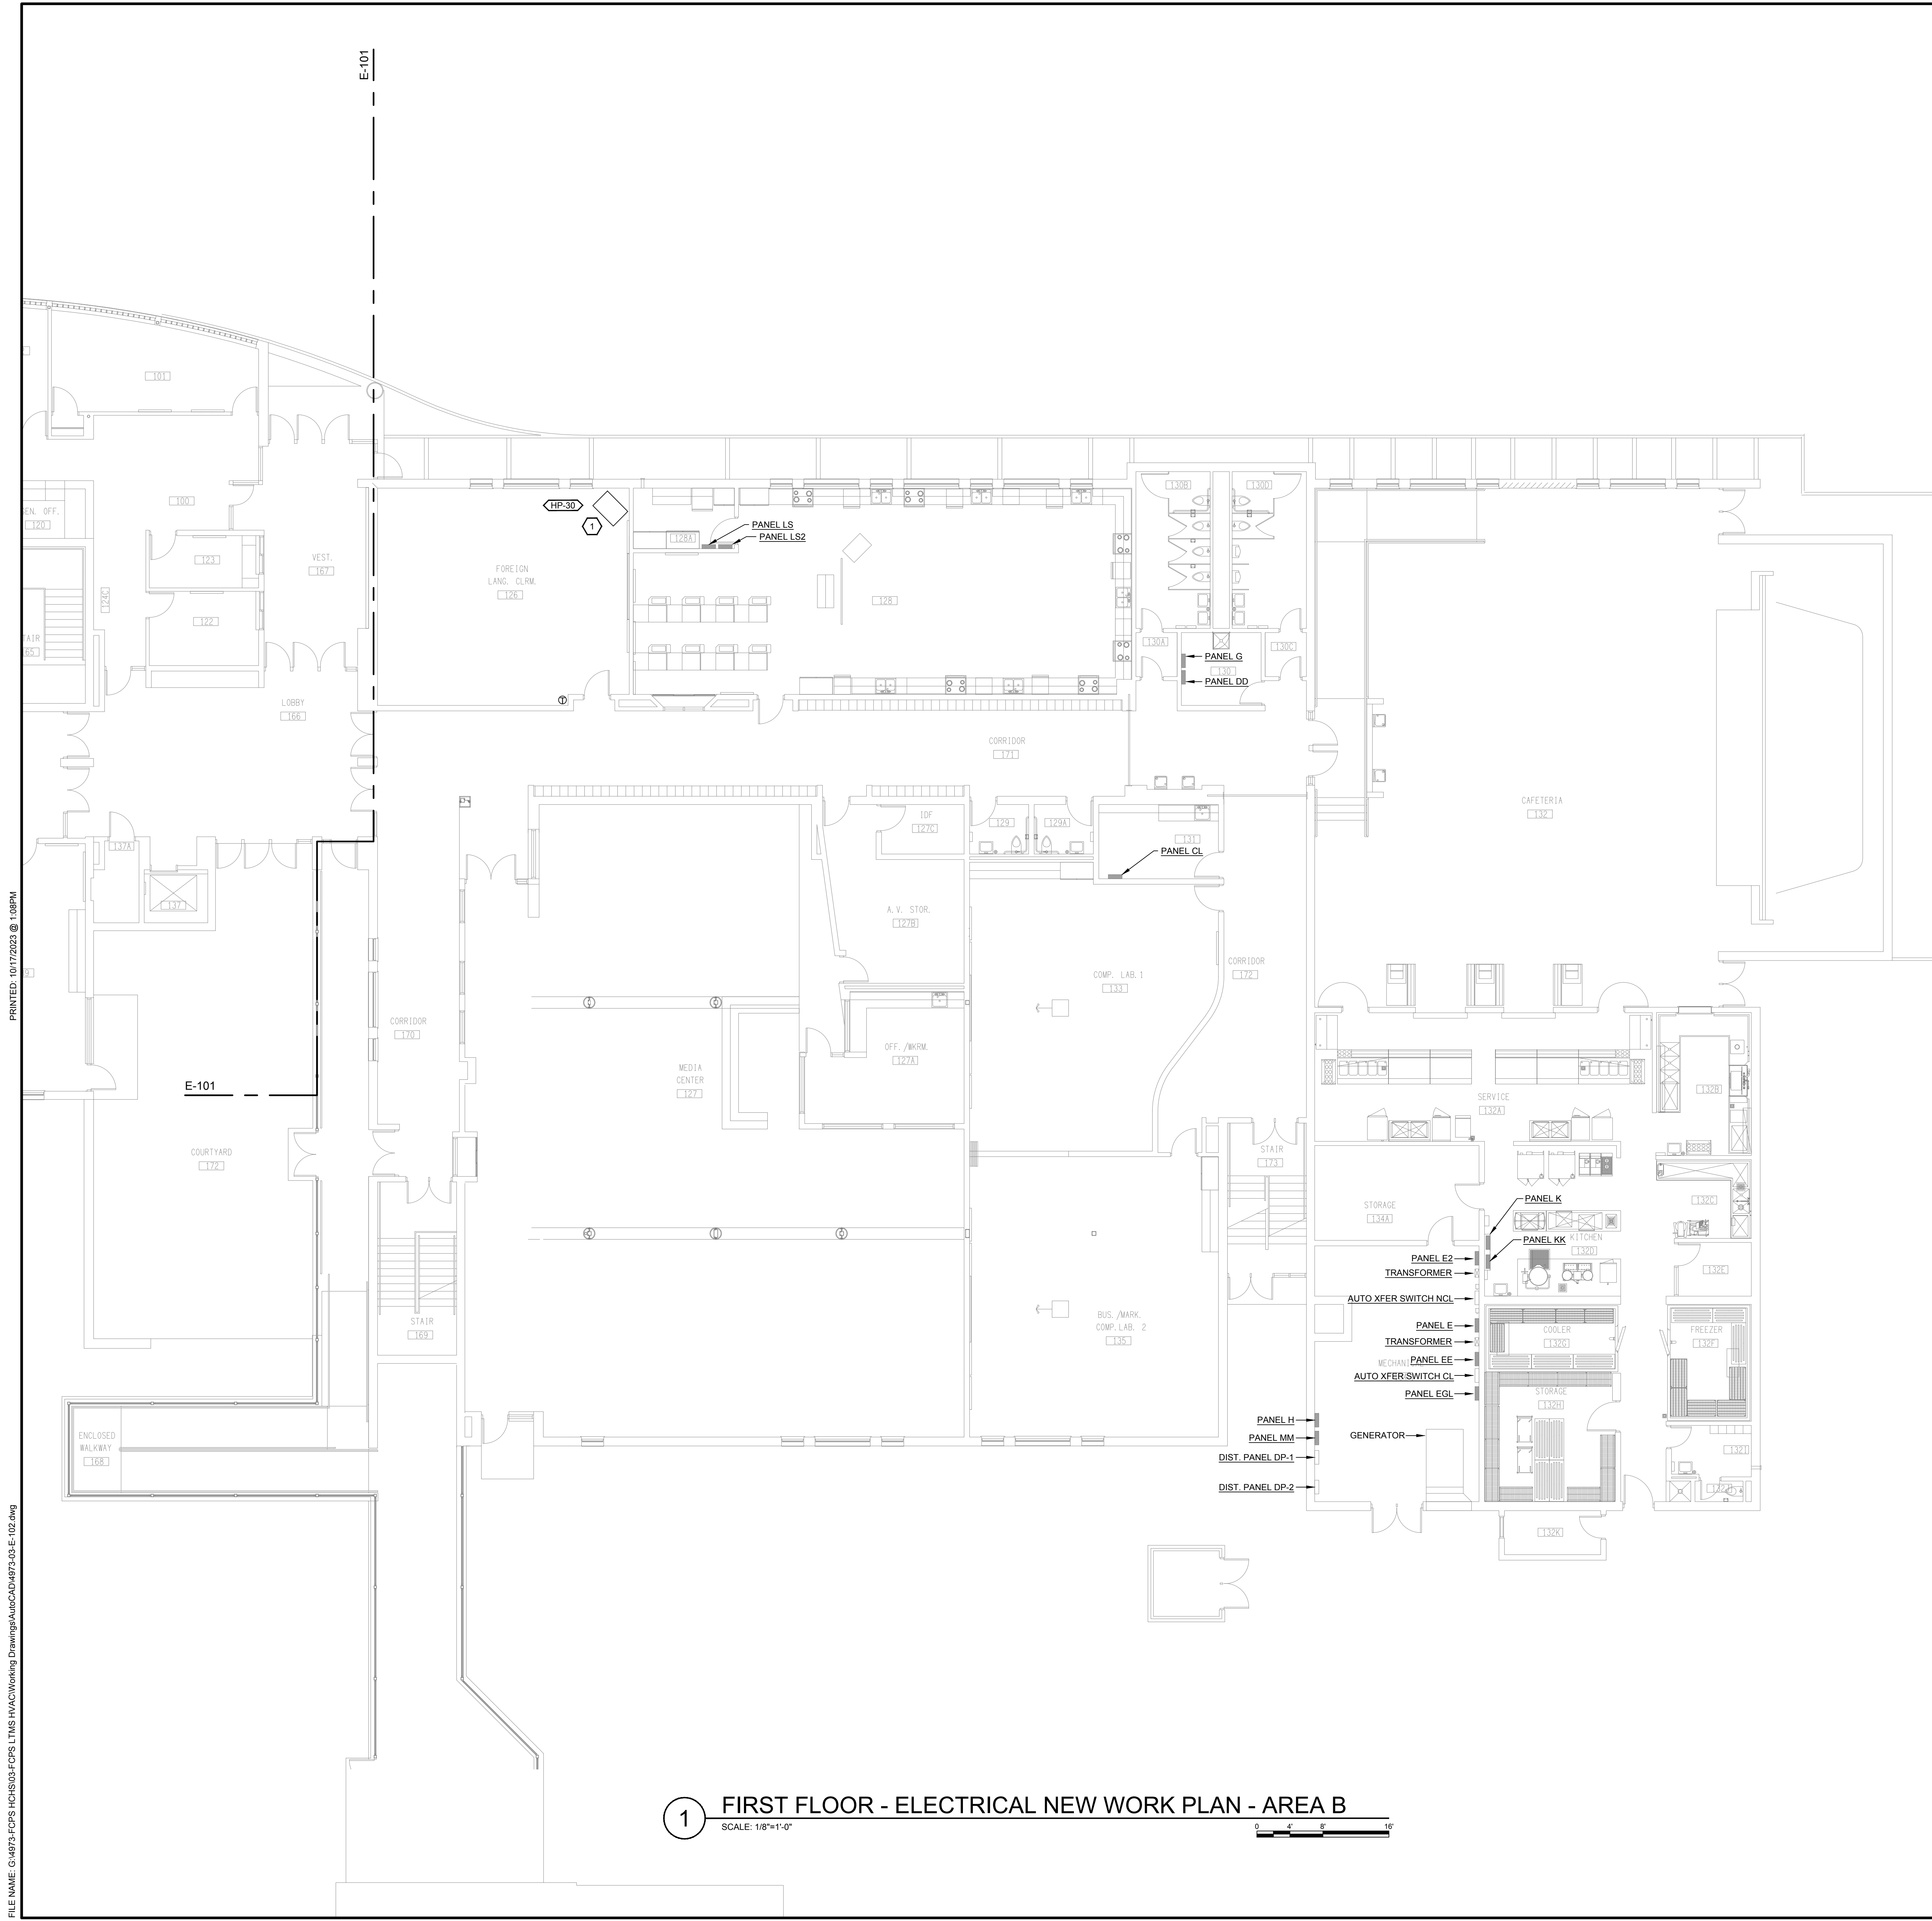 E-101
101
100
GEN. OFF.
120
123
122
124C
VEST.
167
LOBBY
166
HP-30
1
FOREIGN
LANG. CLRM.
126
128A
PANEL LS
PANEL LS2
128
130B
130D
130A
130C
PANEL G
130
PANEL DD
CORRIDOR
171
CAFETERIA
132
137A
137
IDF
127C
129
129A
131
PANEL CL
A.V. STOR.
127B
COMP. LAB.1
133
CORRIDOR
172
CORRIDOR
170
OFF./WKRM.
127A
MEDIA
CENTER
127
E-101
COURTYARD
172
SERVICE
132A
132B
STAIR
173
STORAGE
134A
PANEL K
132C
KITCHEN
132D
PANEL KK
PANEL E2
TRANSFORMER
132E
AUTO XFER SWITCH NCL
STAIR
169
BUS./MARK.
COMP.LAB. 2
135
PANEL E
TRANSFORMER
COOLER
132G
FREEZER
132F
PANEL EE
AUTO XFER SWITCH CL
PANEL EGL
STORAGE
132H
PANEL H
PANEL MM
GENERATOR
DIST. PANEL DP-1
DIST. PANEL DP-2
132I
132J
132K
ENCLOSED
WALKWAY
168
1
FIRST FLOOR - ELECTRICAL NEW WORK PLAN - AREA B
SCALE: 1/8"=1'-0"
0 4' 8' 16'
PRINTED: 10/17/2023 @ 1:08PM
FILE NAME: G:\4973-FCPS HCHS\03-FCPS LTMS HVAC\Working Drawings\AutoCAD\4973-03-E-102.dwg